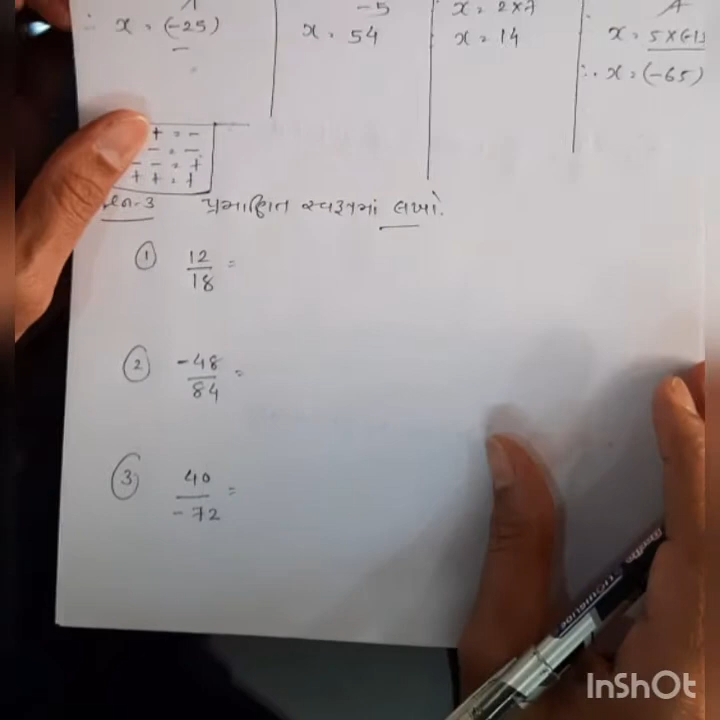 -5
x = 2×7
∴ x = (-25)
x = 54
x = 14
x = 5×(-13
∴ x = (-65)
+ = -
- = -
- - = +
+ + = +
-3 પ્રમાણિત સ્વરૂપમાં લખો.
① 12/18 =
② -48/84 =
③ 40/-72 =
InShOt